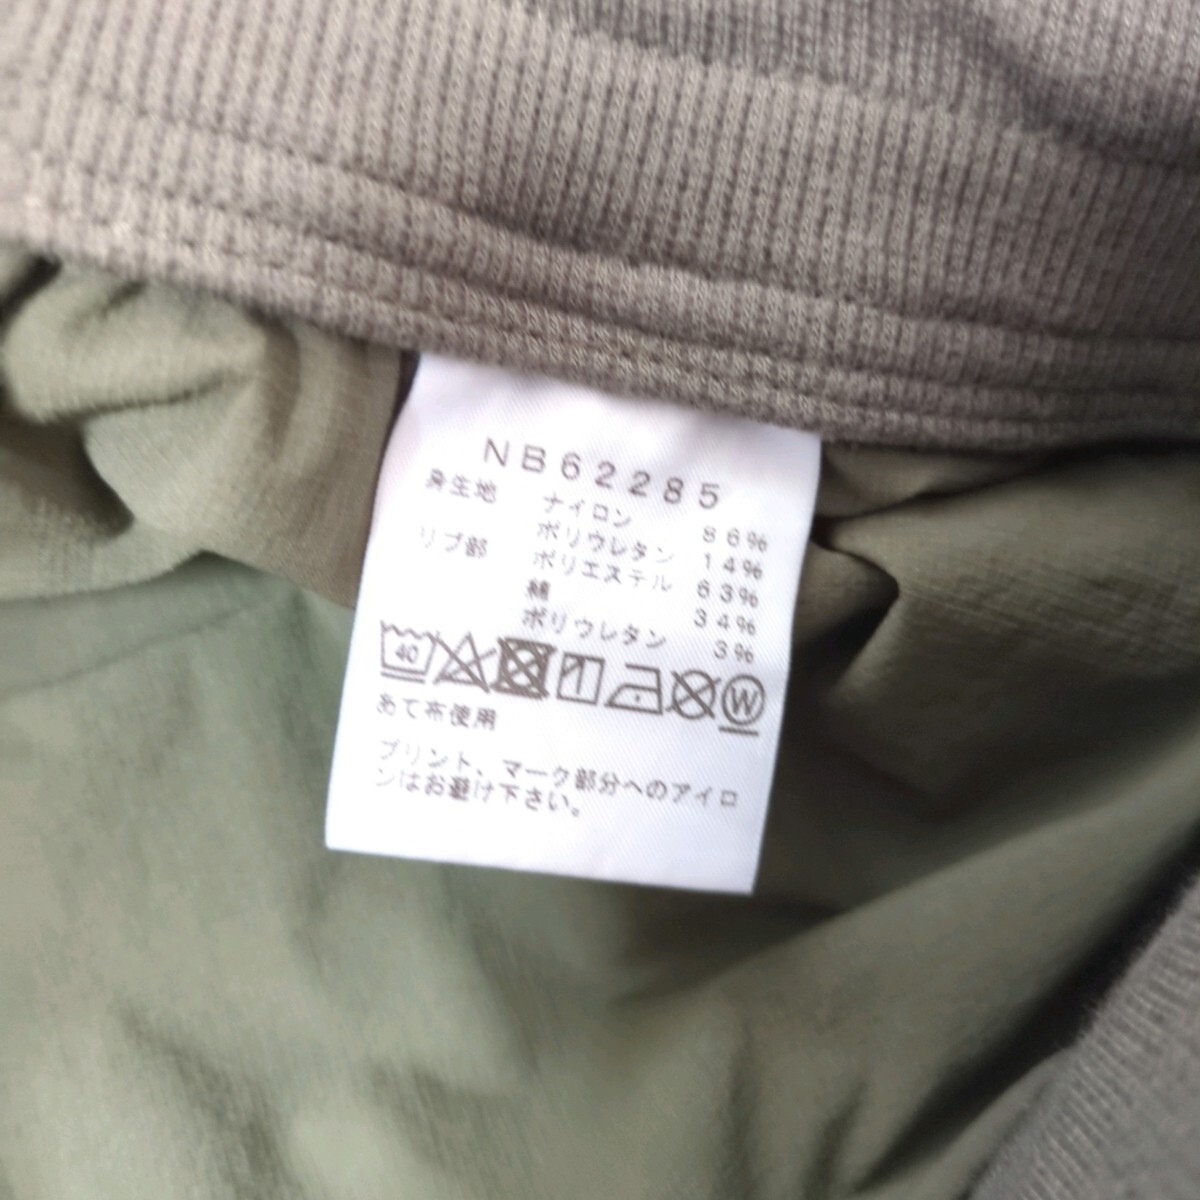 NB62285
身生地 ナイロン 86%
ポリウレタン 14%
リブ部 ポリエステル 63%
綿 34%
ポリウレタン 3%
40 W
あて布使用
プリント、マーク部分へのアイロ
ンはお避け下さい。